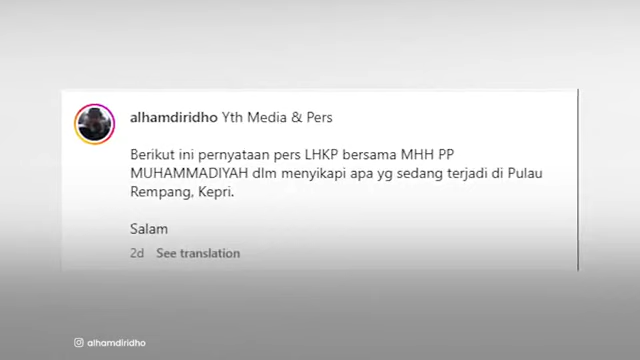 alhamdiridho Yth Media & Pers
Berikut ini pernyataan pers LHKP bersama MHH PP
MUHAMMADIYAH dlm menyikapi apa yg sedang terjadi di Pulau
Rempang, Kepri.
Salam
2d See translation
alhamdiridho